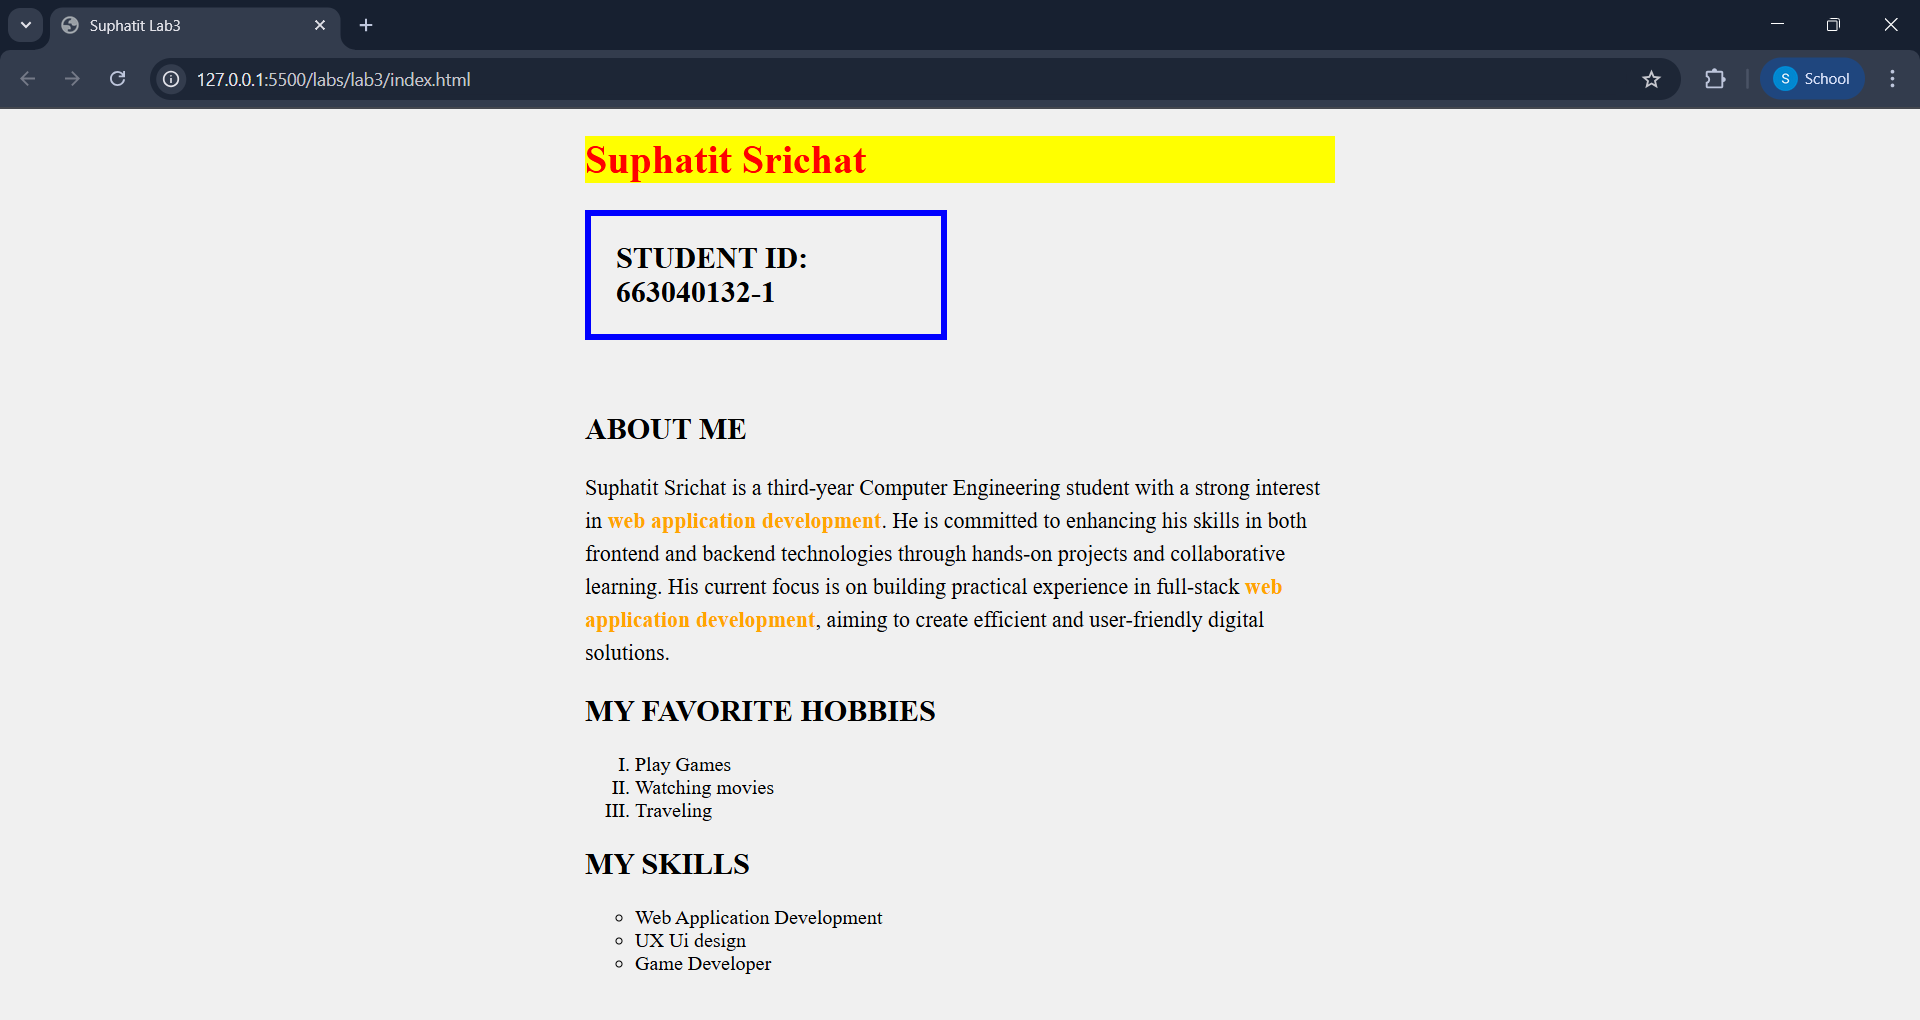 Suphatit Lab3
127.0.0.1:5500/labs/lab3/index.html
S School
Suphatit Srichat
STUDENT ID:
663040132-1
ABOUT ME
Suphatit Srichat is a third-year Computer Engineering student with a strong interest
in web application development. He is committed to enhancing his skills in both
frontend and backend technologies through hands-on projects and collaborative
learning. His current focus is on building practical experience in full-stack web
application development, aiming to create efficient and user-friendly digital
solutions.
MY FAVORITE HOBBIES
I. Play Games
II. Watching movies
III. Traveling
MY SKILLS
Web Application Development
UX Ui design
Game Developer